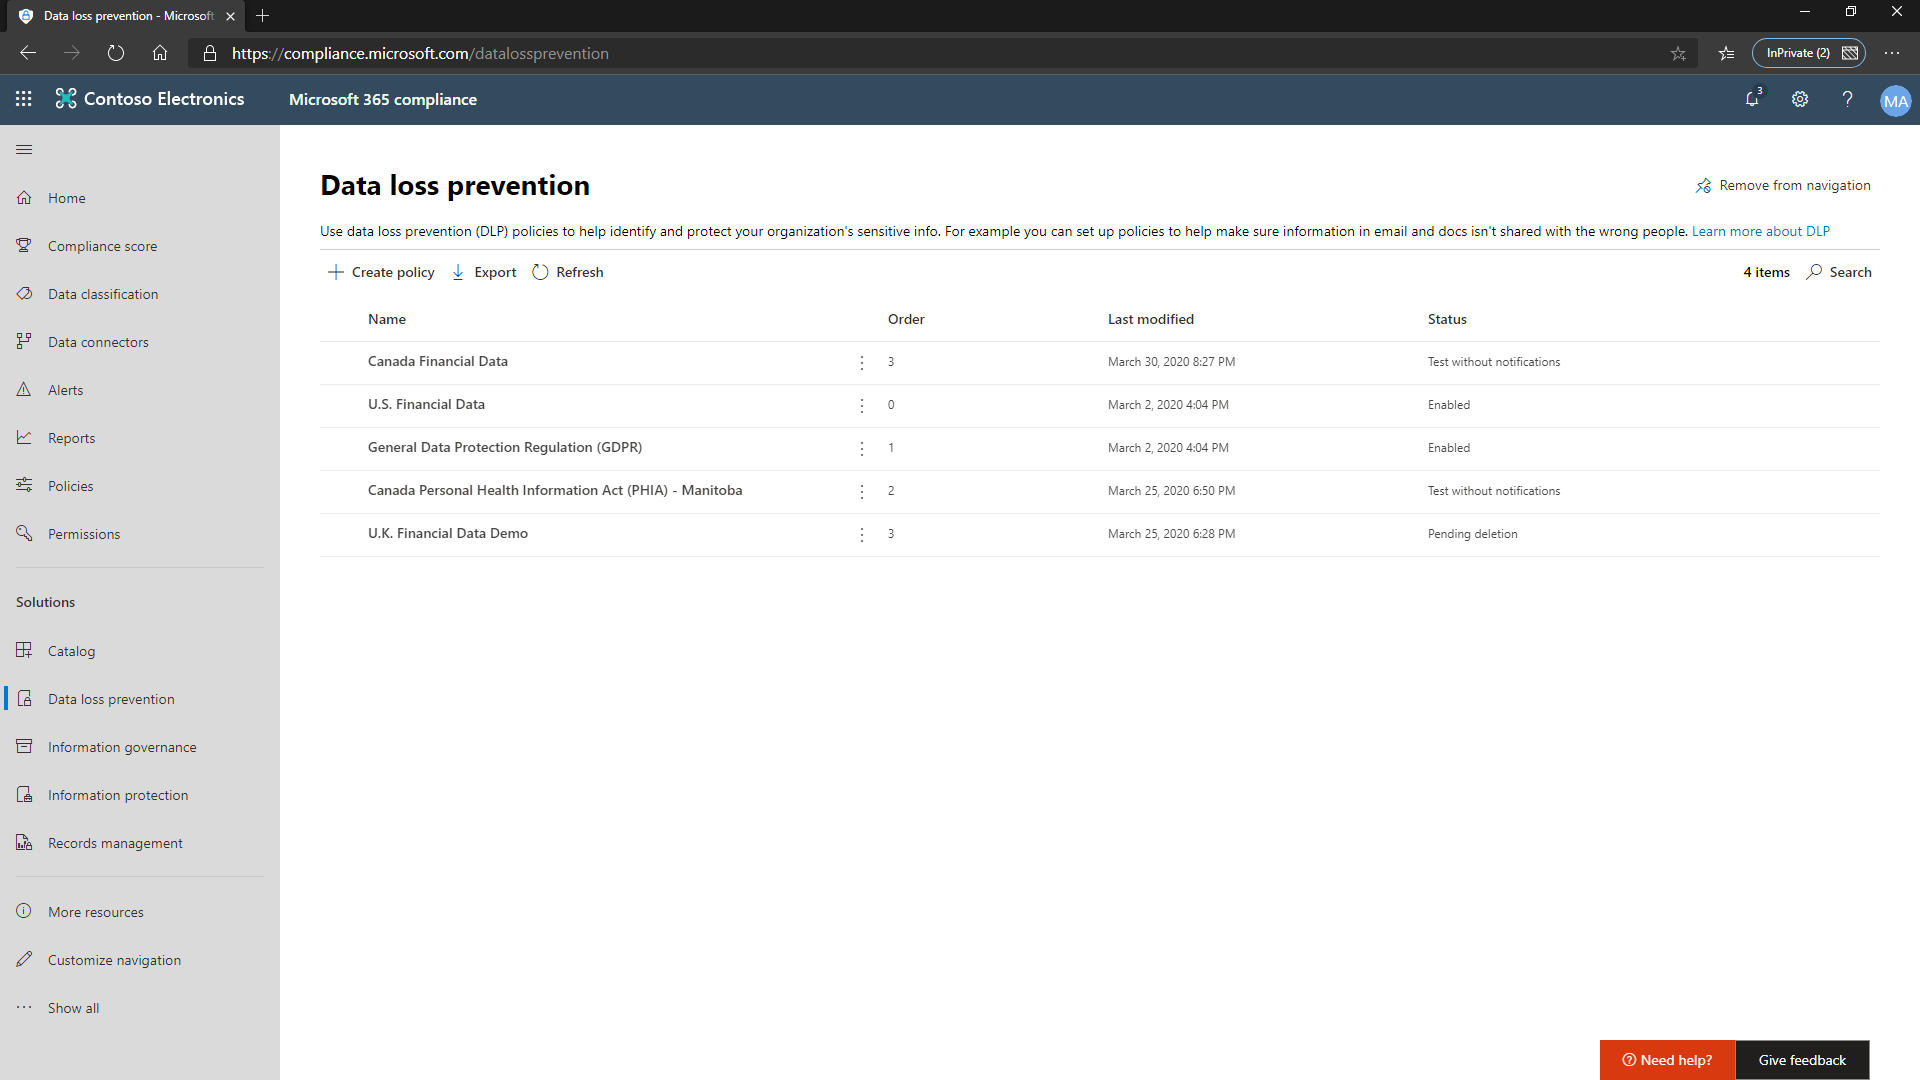 Data loss prevention - Microsoft
https://compliance.microsoft.com/datalossprevention
InPrivate (2)
Contoso Electronics
Microsoft 365 compliance
3
MA
Home
Compliance score
Data classification
Data connectors
Alerts
Reports
Policies
Permissions
Solutions
Catalog
Data loss prevention
Information governance
Information protection
Records management
More resources
Customize navigation
Show all
Data loss prevention
Remove from navigation
Use data loss prevention (DLP) policies to help identify and protect your organization's sensitive info. For example you can set up policies to help make sure information in email and docs isn't shared with the wrong people. Learn more about DLP
Create policy Export Refresh 4 items Search
Name Order Last modified Status
Canada Financial Data 3 March 30, 2020 8:27 PM Test without notifications
U.S. Financial Data 0 March 2, 2020 4:04 PM Enabled
General Data Protection Regulation (GDPR) 1 March 2, 2020 4:04 PM Enabled
Canada Personal Health Information Act (PHIA) - Manitoba 2 March 25, 2020 6:50 PM Test without notifications
U.K. Financial Data Demo 3 March 25, 2020 6:28 PM Pending deletion
Need help? Give feedback